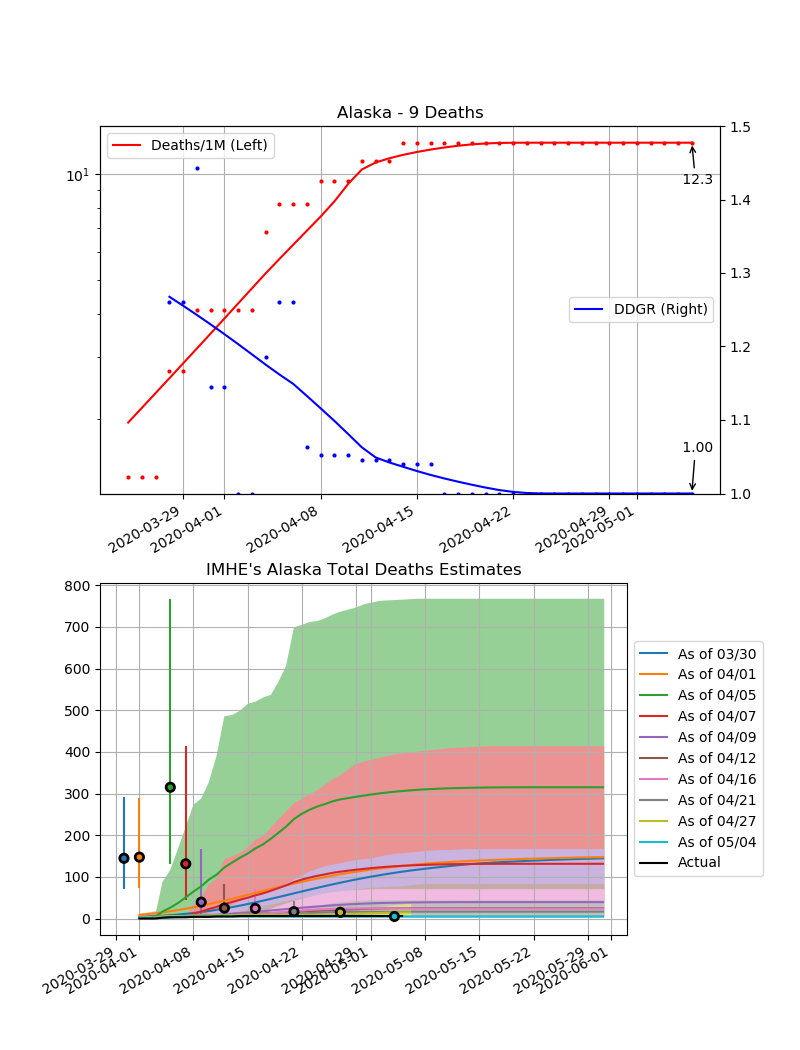 Alaska - 9 Deaths
Deaths/1M (Left)
10^1
1.5
1.4
1.3
1.2
1.1
1.0
12.3
DDGR (Right)
1.00
2020-03-29
2020-04-01
2020-04-08
2020-04-15
2020-04-22
2020-04-29
2020-05-01
IMHE's Alaska Total Deaths Estimates
800
700
600
500
400
300
200
100
0
As of 03/30
As of 04/01
As of 04/05
As of 04/07
As of 04/09
As of 04/12
As of 04/16
As of 04/21
As of 04/27
As of 05/04
Actual
2020-03-29
2020-04-01
2020-04-08
2020-04-15
2020-04-22
2020-04-29
2020-05-01
2020-05-08
2020-05-15
2020-05-22
2020-05-29
2020-06-01